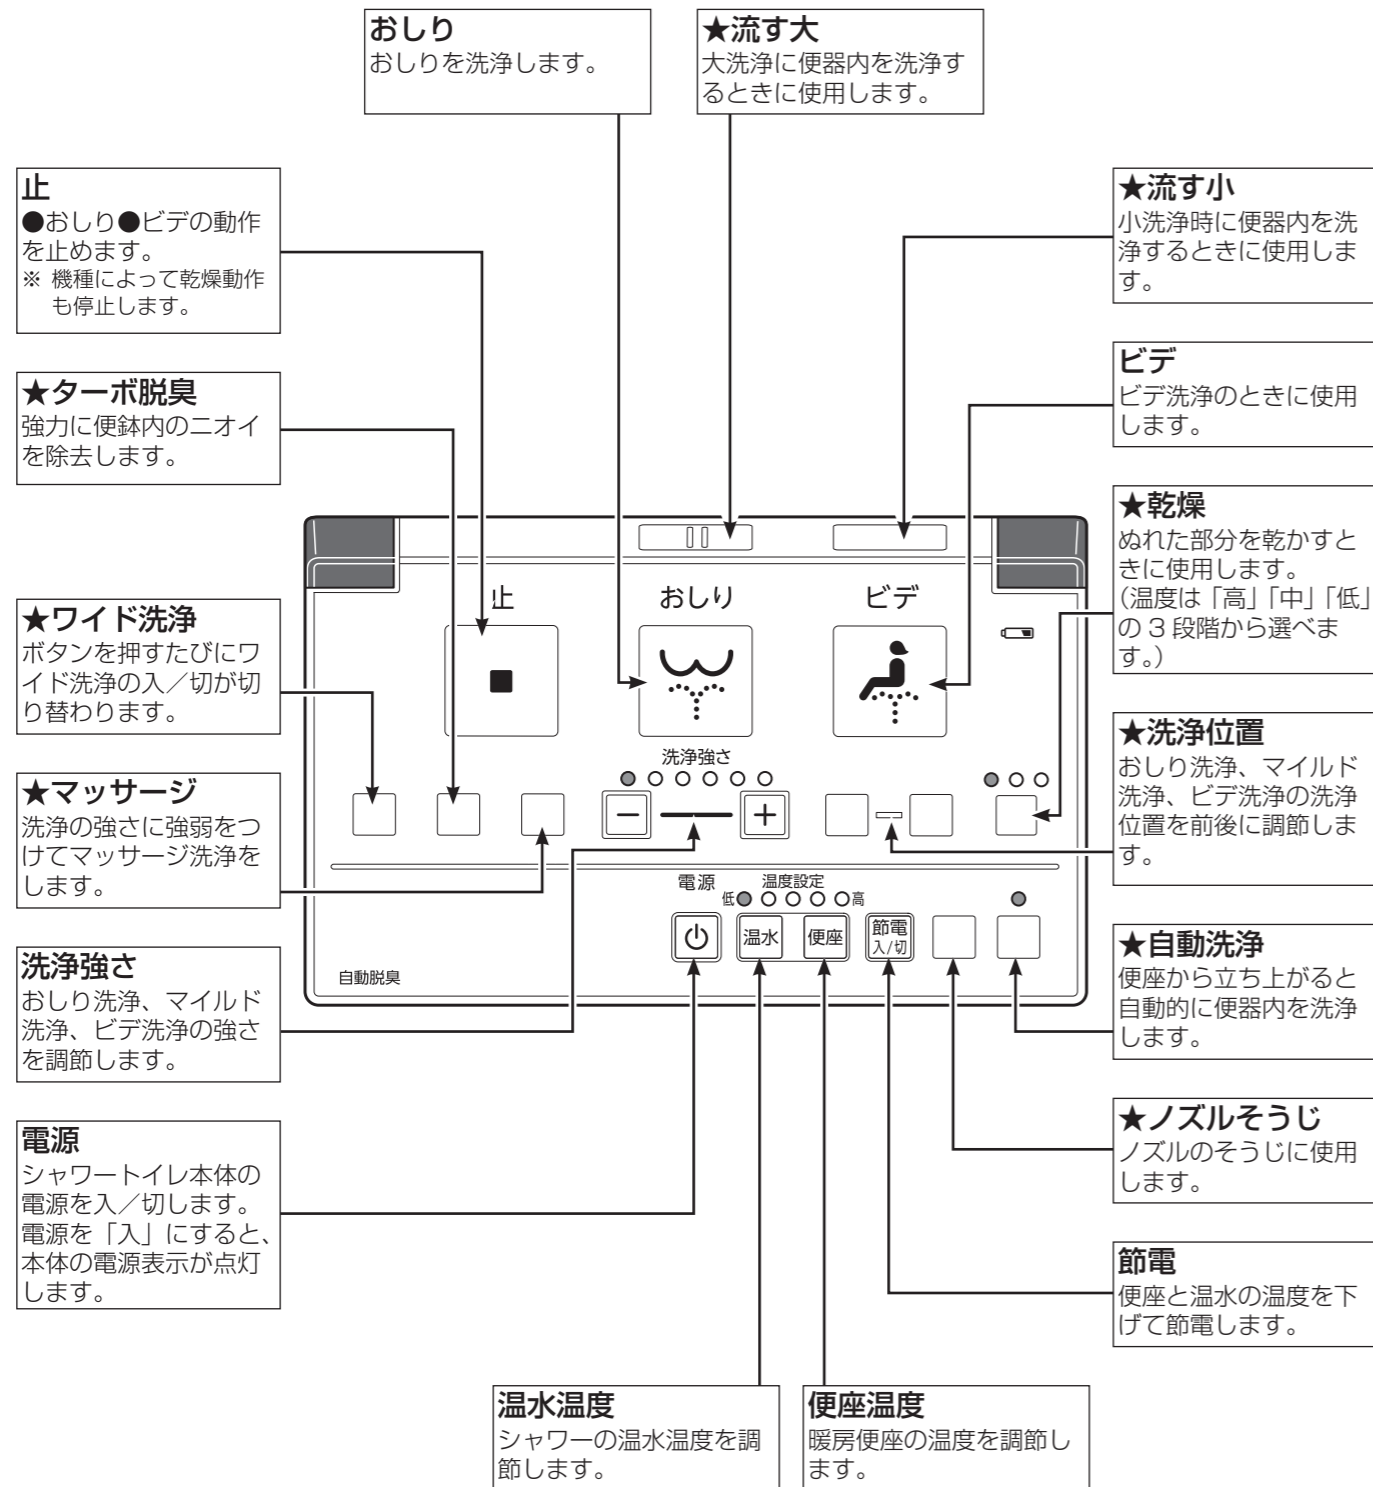 おしり
おしりを洗浄します。
★流す大
大洗浄に便器内を洗浄す
るときに使用します。
止
●おしり●ビデの動作
を止めます。
※ 機種によって乾燥動作
も停止します。
★流す小
小洗浄時に便器内を洗
浄するときに使用しま
す。
★ターボ脱臭
強力に便鉢内のニオイ
を除去します。
ビデ
ビデ洗浄のときに使用
します。
★乾燥
ぬれた部分を乾かすと
きに使用します。
（温度は「高」「中」「低」
の 3 段階から選べま
す。）
★ワイド洗浄
ボタンを押すたびにワ
イド洗浄の入／切が切
り替わります。
★マッサージ
洗浄の強さに強弱をつ
けてマッサージ洗浄を
します。
★洗浄位置
おしり洗浄、マイルド
洗浄、ビデ洗浄の洗浄
位置を前後に調節しま
す。
止
おしり
ビデ
洗浄強さ
− +
電源
温度設定
低 高
温水
便座
節電
入/切
自動脱臭
洗浄強さ
おしり洗浄、マイルド
洗浄、ビデ洗浄の強さ
を調節します。
★自動洗浄
便座から立ち上がると
自動的に便器内を洗浄
します。
電源
シャワートイレ本体の
電源を入／切します。
電源を「入」にすると、
本体の電源表示が点灯
します。
★ノズルそうじ
ノズルのそうじに使用
します。
節電
便座と温水の温度を下
げて節電します。
温水温度
シャワーの温水温度を調
節します。
便座温度
暖房便座の温度を調節し
ます。